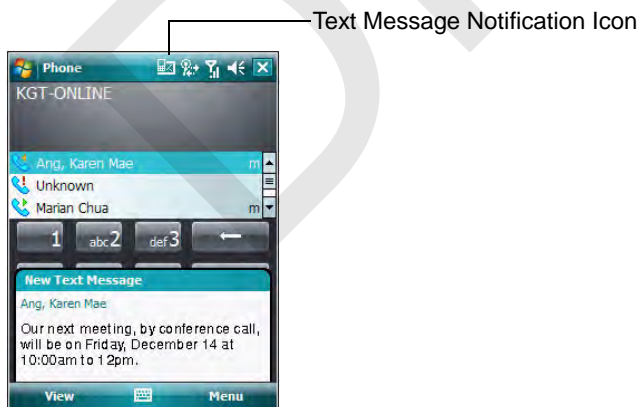 Text Message Notification Icon
Phone
KGT-ONLINE
Ang, Karen Mae m
Unknown
Marian Chua m
1 abc2 def3
New Text Message
Ang, Karen Mae
Our next meeting, by conference call,
will be on Friday, December 14 at
10:00am to 12pm.
View Menu